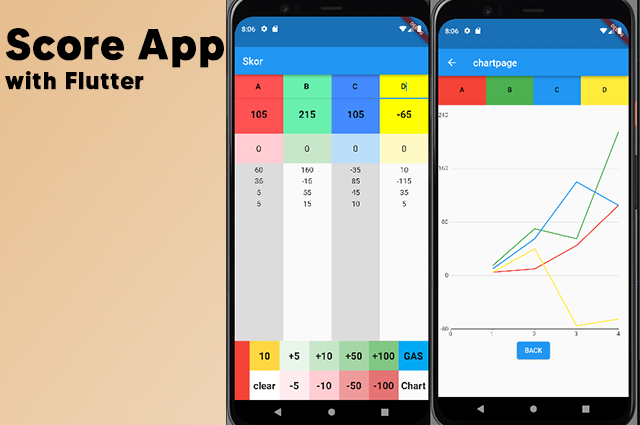 Score App
with Flutter
8:06
DEBUG
Skor
A B C D
105 215 105 -65
0 0 0 0
60 160 -35 10
35 -15 85 -115
5 55 45 35
5 15 10 5
10 +5 +10 +50 +100 GAS
clear -5 -10 -50 -100 Chart
8:06
DEBUG
chartpage
A B C D
240
160
80
0
-80
0 1 2 3 4
BACK